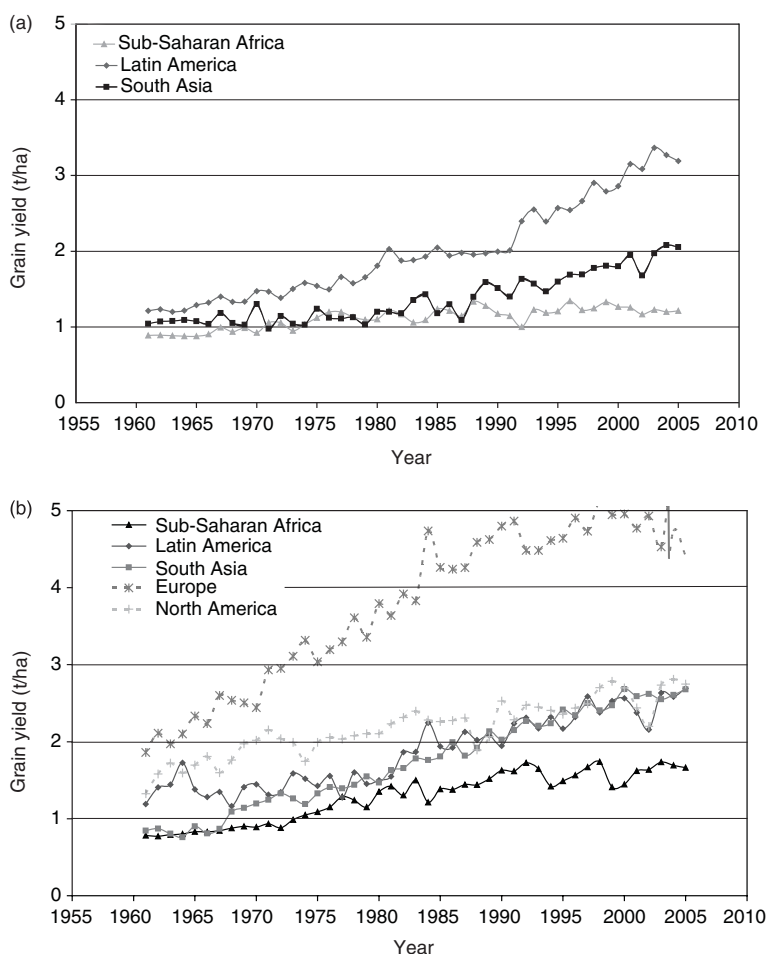 (a)
5
4
3
2
1
0
Grain yield (t/ha)
Sub-Saharan Africa
Latin America
South Asia
1955 1960 1965 1970 1975 1980 1985 1990 1995 2000 2005 2010
Year
(b)
5
4
3
2
1
0
Grain yield (t/ha)
Sub-Saharan Africa
Latin America
South Asia
Europe
North America
1955 1960 1965 1970 1975 1980 1985 1990 1995 2000 2005 2010
Year